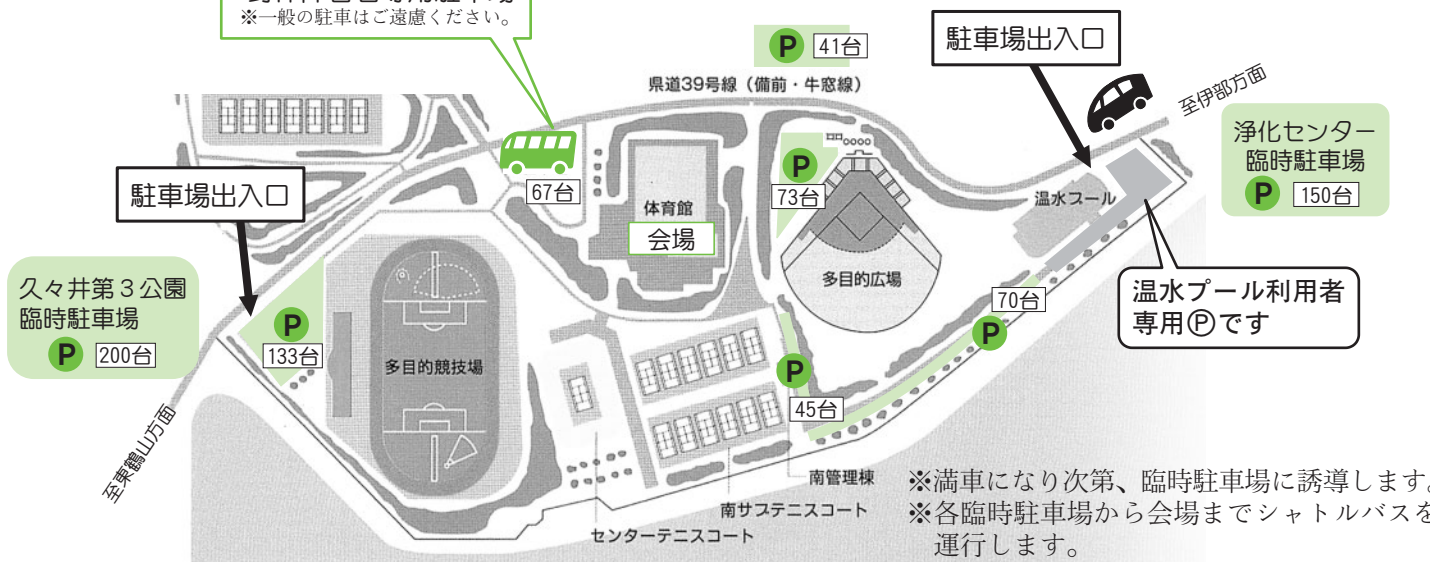 ※一般の駐車はご遠慮ください。
P 41台
駐車場出入口
県道39号線（備前・牛窓線）
至伊部方面
浄化センター
臨時駐車場
P 150台
67台
P
73台
駐車場出入口
体育館
会場
温水プール
多目的広場
久々井第３公園
臨時駐車場
P 200台
P
133台
多目的競技場
70台
P
温水プール利用者
専用Ⓟです
P
45台
至東鶴山方面
南管理棟
南サブテニスコート
センターテニスコート
※満車になり次第、臨時駐車場に誘導します。
※各臨時駐車場から会場までシャトルバスを
運行します。